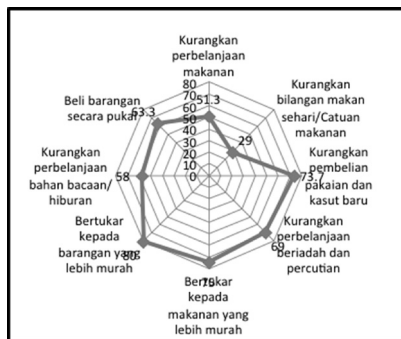 Kurangkan
perbelanjaan
makanan
Kurangkan
bilangan makan
sehari/Catuan
makanan
Kurangkan
pembelian
pakaian dan
kasut baru
Kurangkan
perbelanjaan
beriadah dan
percutian
Bertukar
kepada
makanan yang
lebih murah
Bertukar
kepada
barangan yang
lebih murah
Kurangkan
perbelanjaan
bahan bacaan/
hiburan
Beli barangan
secara pukal
80
70
60
50
40
30
20
10
0
51.3
29
73.7
69
80
58
63.3